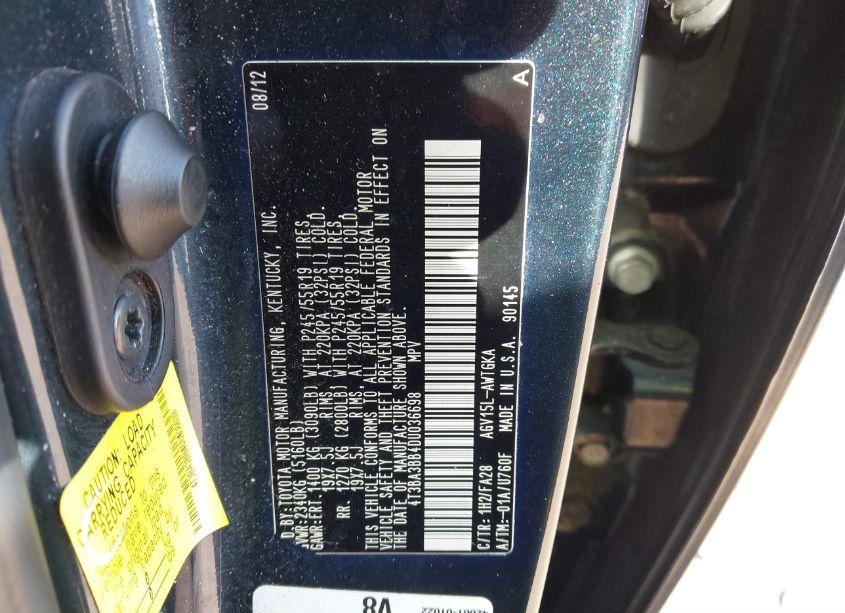 08/12
D. BY:TOYOTA MOTOR MANUFACTURING, KENTUCKY, INC.
VWR:2340KG (5160LB)
GAWR:FRT. 1400 KG (3090LB) WITH P245/55R19 TIRES
19X7.5J RIMS AT 220KPA (32PSI) COLD.
RR. 1270 KG (2800LB) WITH P245/55R19 TIRES
19X7.5J RIMS AT 220KPA (32PSI) COLD.
THIS VEHICLE CONFORMS TO ALL APPLICABLE FEDERAL MOTOR
VEHICLE SAFETY AND THEFT PREVENTION STANDARDS IN EFFECT ON
THE DATE OF MANUFACTURE SHOWN ABOVE.
4T3BA3BB4DU036698 MPV
C/TR: 1H2/FA28 AGV15L-AWTGKA
A/TM:-01A/U760F MADE IN U.S.A. 90145
A
CAUTION: LOAD
CARRYING CAPACITY
REDUCED